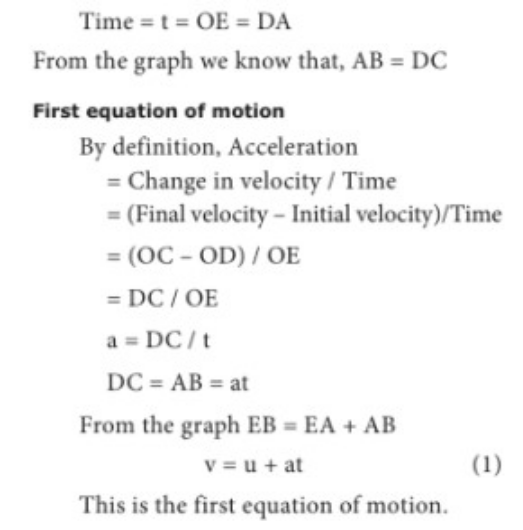 Time = t = OE = DA
From the graph we know that, AB = DC
First equation of motion
By definition, Acceleration
= Change in velocity / Time
= (Final velocity – Initial velocity)/Time
= (OC – OD) / OE
= DC / OE
a = DC / t
DC = AB = at
From the graph EB = EA + AB
v = u + at (1)
This is the first equation of motion.